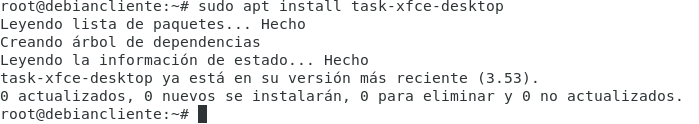 root@debiancliente:~# sudo apt install task-xfce-desktop
Leyendo lista de paquetes... Hecho
Creando árbol de dependencias
Leyendo la información de estado... Hecho
task-xfce-desktop ya está en su versión más reciente (3.53).
0 actualizados, 0 nuevos se instalarán, 0 para eliminar y 0 no actualizados.
root@debiancliente:~#